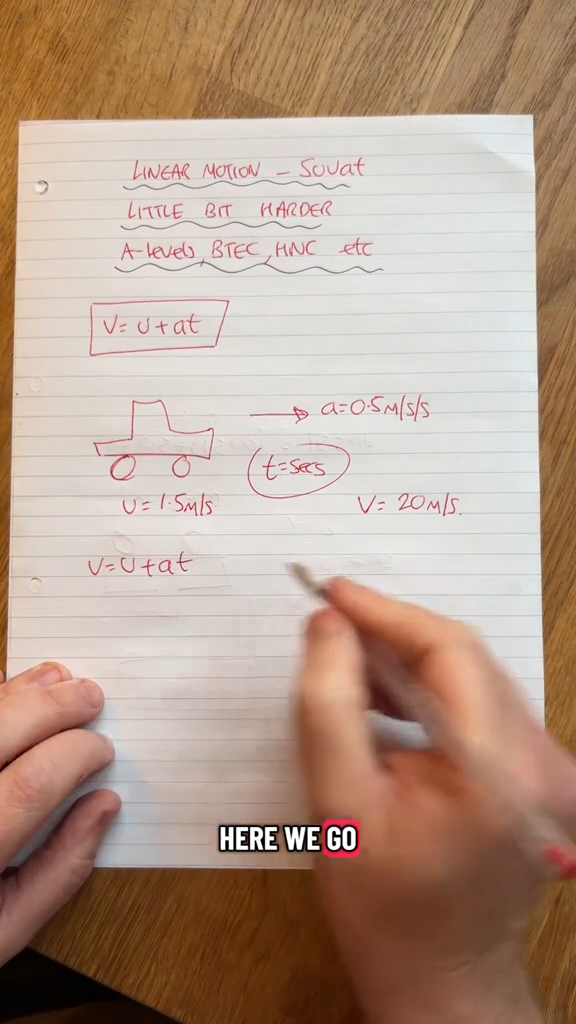 LINEAR MOTION - SUVAT
LITTLE BIT HARDER
A-levels, BTEC, HNC etc
V=U+at
a=0.5M/s/s
t=secs
U=1.5M/s
V=20M/s.
V=U+at
HERE WE GO